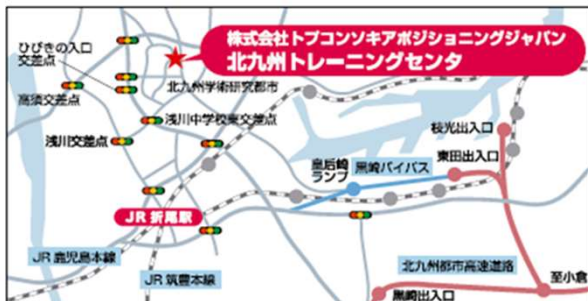 株式会社トプコンソキアポジショニングジャパン
北九州トレーニングセンタ
ひびきの入口
交差点
高須交差点
北九州学術研究都市
浅川中学校東交差点
浅川交差点
枝光出入口
東田出入口
皇后崎
ランプ
黒崎バイパス
JR 折尾駅
JR 鹿児島本線
JR 筑豊本線
北九州都市高速道路
至小倉
黒崎出入口